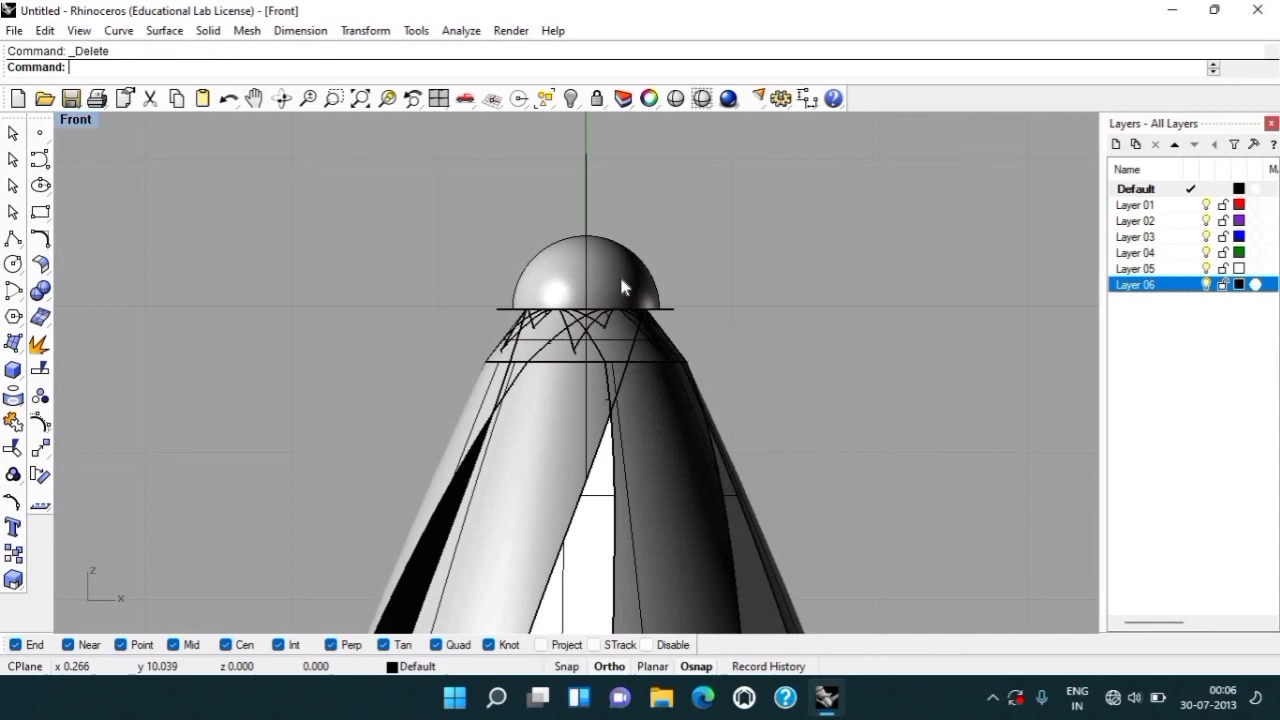 Untitled - Rhinoceros (Educational Lab License) - [Front]
File Edit View Curve Surface Solid Mesh Dimension Transform Tools Analyze Render Help
Command: _Delete
Command:
Front
Layers - All Layers
Name M
Default
Layer 01
Layer 02
Layer 03
Layer 04
Layer 05
Layer 06
z
x
End Near Point Mid Cen Int Perp Tan Quad Knot Project STrack Disable
CPlane x 0.266 y 10.039 z 0.000 0.000 Default Snap Ortho Planar Osnap Record History
ENG
IN
00:06
30-07-2013